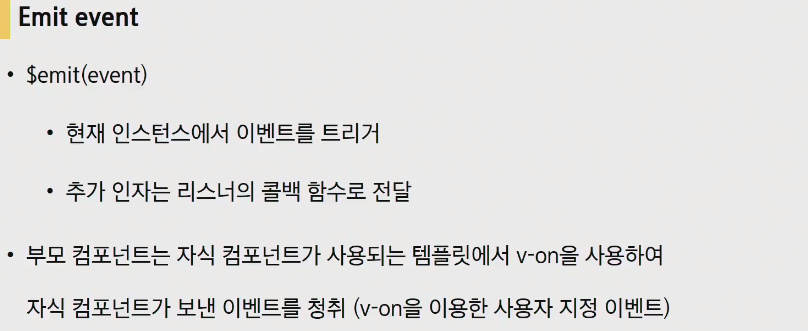 Emit event
• $emit(event)
• 현재 인스턴스에서 이벤트를 트리거
• 추가 인자는 리스너의 콜백 함수로 전달
• 부모 컴포넌트는 자식 컴포넌트가 사용되는 템플릿에서 v-on을 사용하여
자식 컴포넌트가 보낸 이벤트를 청취 (v-on을 이용한 사용자 지정 이벤트)